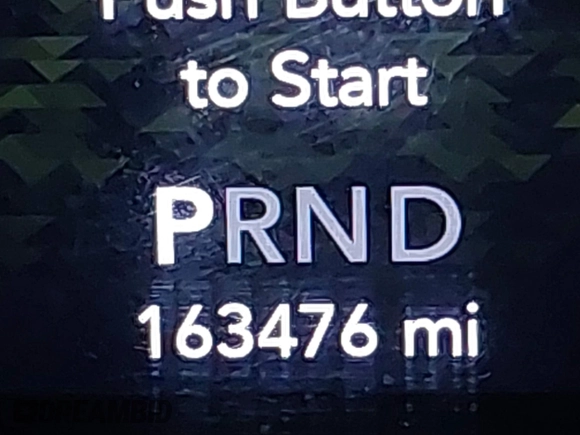 Push Button
to Start
PRND
163476 mi